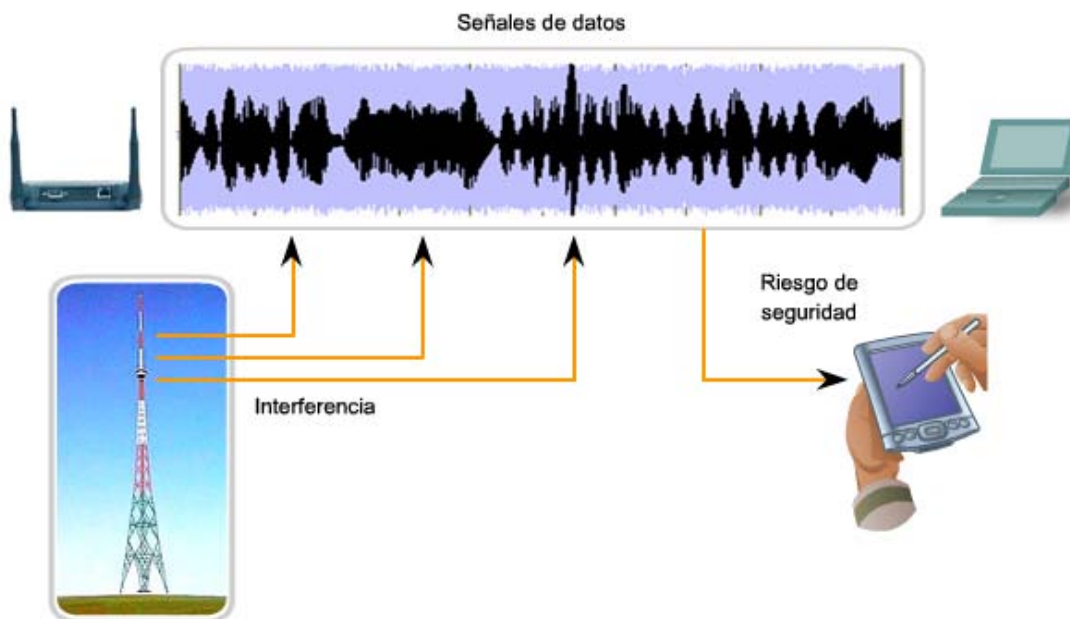 Señales de datos
Riesgo de
seguridad
Interferencia